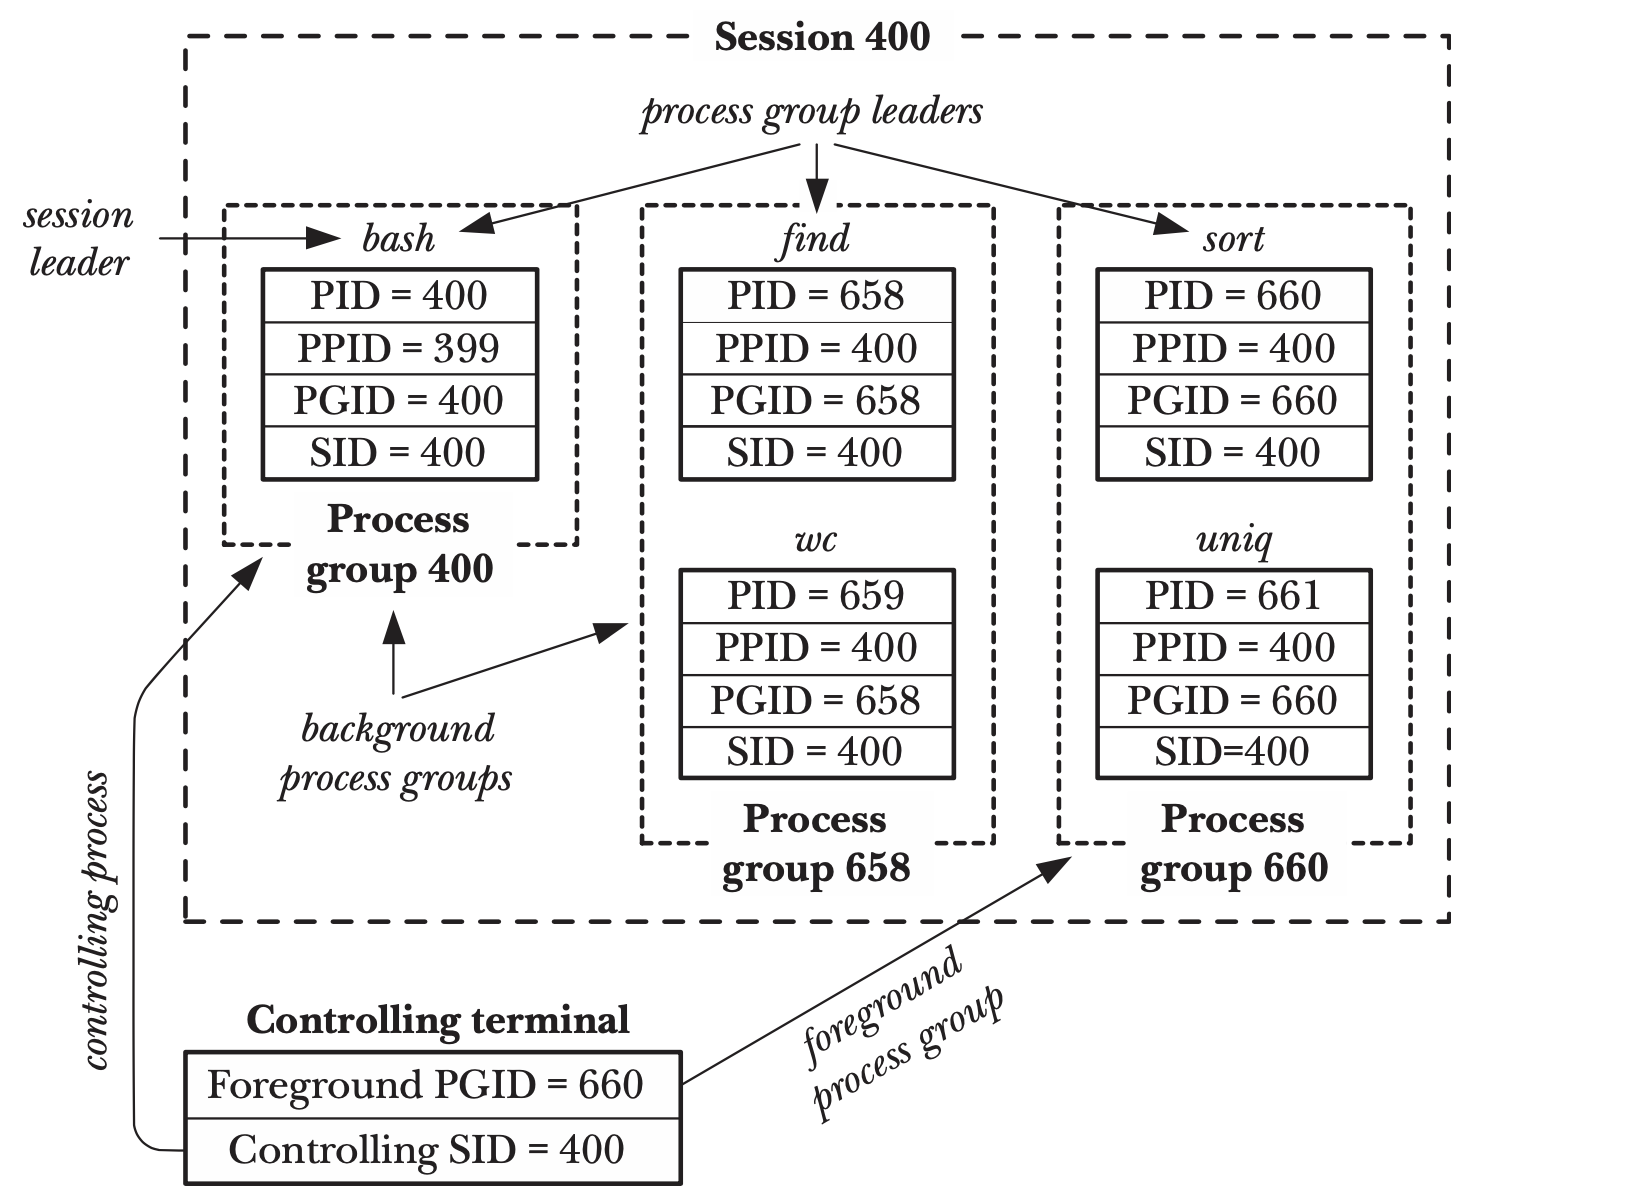 Session 400
process group leaders
session
leader
bash
PID = 400
PPID = 399
PGID = 400
SID = 400
Process
group 400
find
PID = 658
PPID = 400
PGID = 658
SID = 400
wc
PID = 659
PPID = 400
PGID = 658
SID = 400
Process
group 658
sort
PID = 660
PPID = 400
PGID = 660
SID = 400
uniq
PID = 661
PPID = 400
PGID = 660
SID=400
Process
group 660
background
process groups
controlling process
Controlling terminal
Foreground PGID = 660
Controlling SID = 400
foreground
process group